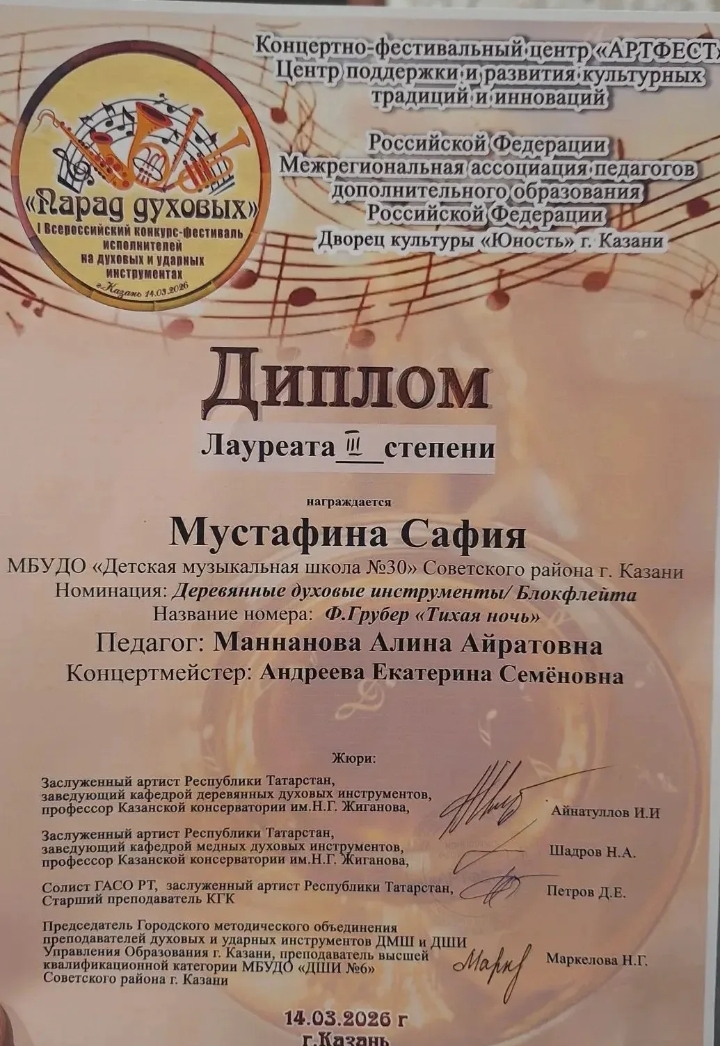 Концертно-фестивальный центр «АРТФЕСТ»
Центр поддержки и развития культурных
традиций и инноваций
Российской Федерации
Межрегиональная ассоциация педагогов
дополнительного образования
Российской Федерации
Дворец культуры «Юность» г. Казани
«Парад духовых»
I Всероссийский конкурс-фестиваль
исполнителей
на духовых и ударных
инструментах
г.Казань 14.03.2026
Диплом
Лауреата III степени
награждается
Мустафина Сафия
МБУДО «Детская музыкальная школа №30» Советского района г. Казани
Номинация: Деревянные духовые инструменты/ Блокфлейта
Название номера: Ф.Грубер «Тихая ночь»
Педагог: Маннанова Алина Айратовна
Концертмейстер: Андреева Екатерина Семёновна
Жюри:
Заслуженный артист Республики Татарстан,
заведующий кафедрой деревянных духовых инструментов,
профессор Казанской консерватории им.Н.Г. Жиганова,
Айнатуллов И.И
Заслуженный артист Республики Татарстан,
заведующий кафедрой медных духовых инструментов,
профессор Казанской консерватории им.Н.Г. Жиганова,
Шадров Н.А.
Солист ГАСО РТ, заслуженный артист Республики Татарстан,
Старший преподаватель КГК
Петров Д.Е.
Председатель Городского методического объединения
преподавателей духовых и ударных инструментов ДМШ и ДШИ
Управления Образования г. Казани, преподаватель высшей
квалификационной категории МБУДО «ДШИ №6»
Советского района г. Казани
Маркелова Н.Г.
14.03.2026 г
г.Казань